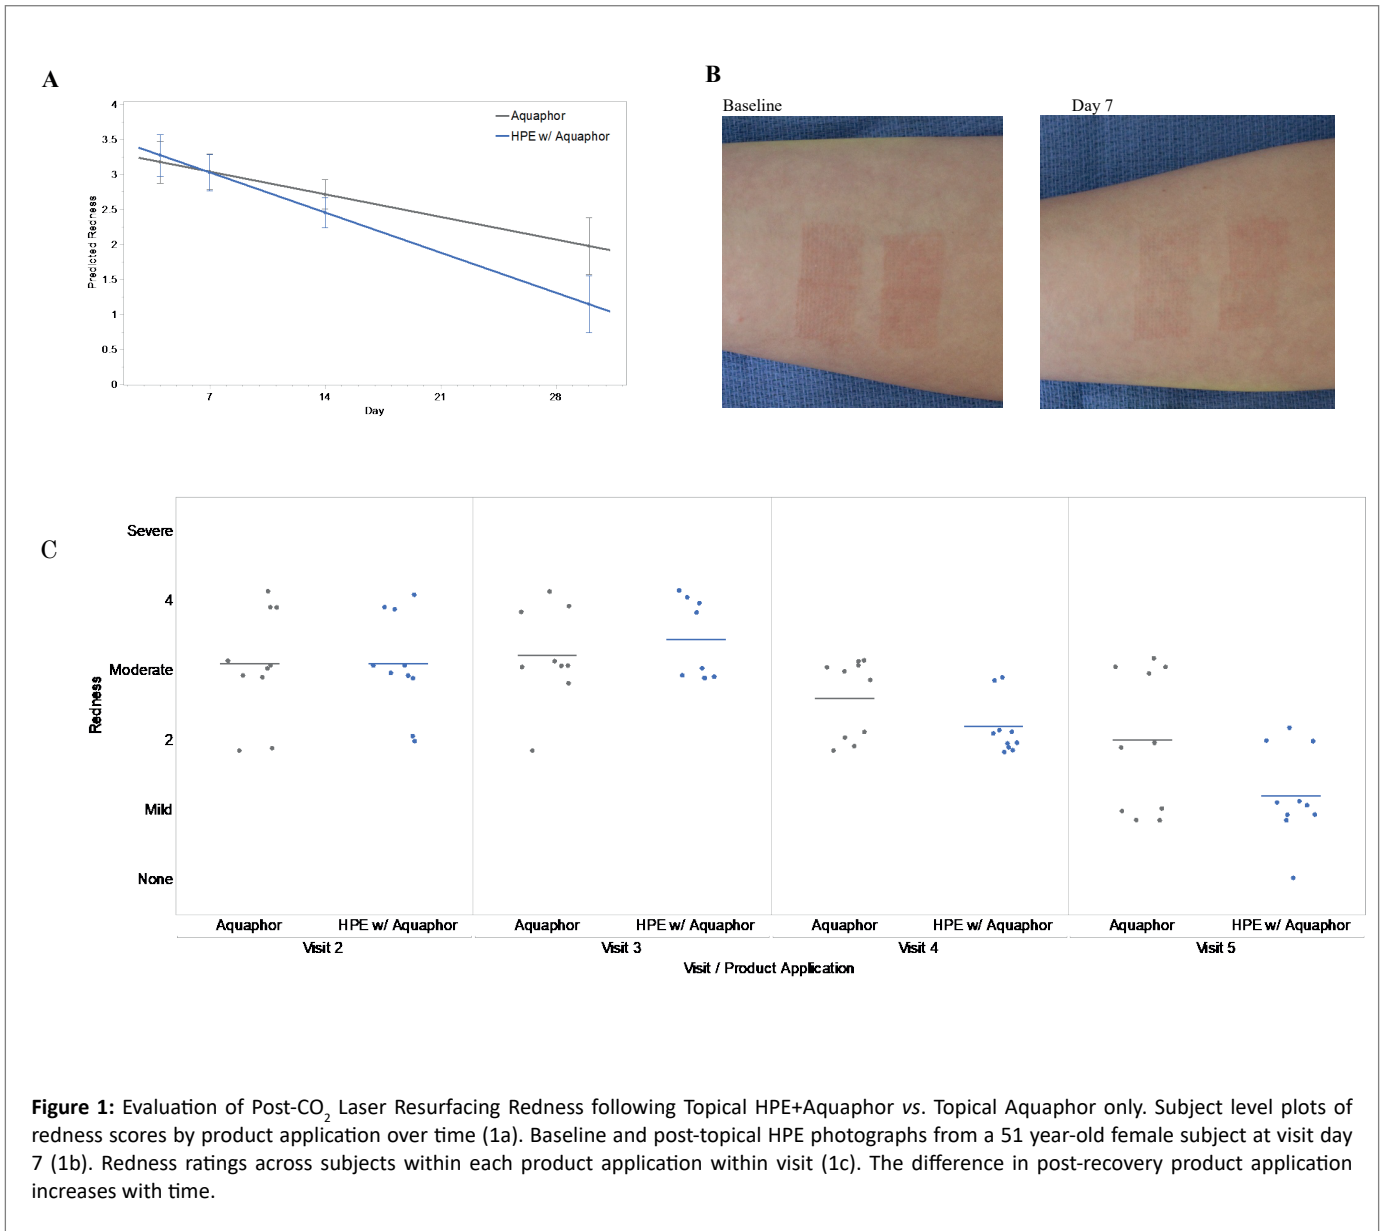 A
B
Baseline
Day 7
4
3.5
3
2.5
2
1.5
1
0.5
0
Predicted Redness
Aquaphor
HPE w/ Aquaphor
7
14
21
28
Day
C
Severe
4
Moderate
2
Mild
None
Redness
Aquaphor
HPE w/ Aquaphor
Aquaphor
HPE w/ Aquaphor
Aquaphor
HPE w/ Aquaphor
Aquaphor
HPE w/ Aquaphor
Visit 2
Visit 3
Visit 4
Visit 5
Visit / Product Application
Figure 1: Evaluation of Post-CO2 Laser Resurfacing Redness following Topical HPE+Aquaphor vs. Topical Aquaphor only. Subject level plots of
redness scores by product application over time (1a). Baseline and post-topical HPE photographs from a 51 year-old female subject at visit day
7 (1b). Redness ratings across subjects within each product application within visit (1c). The difference in post-recovery product application
increases with time.